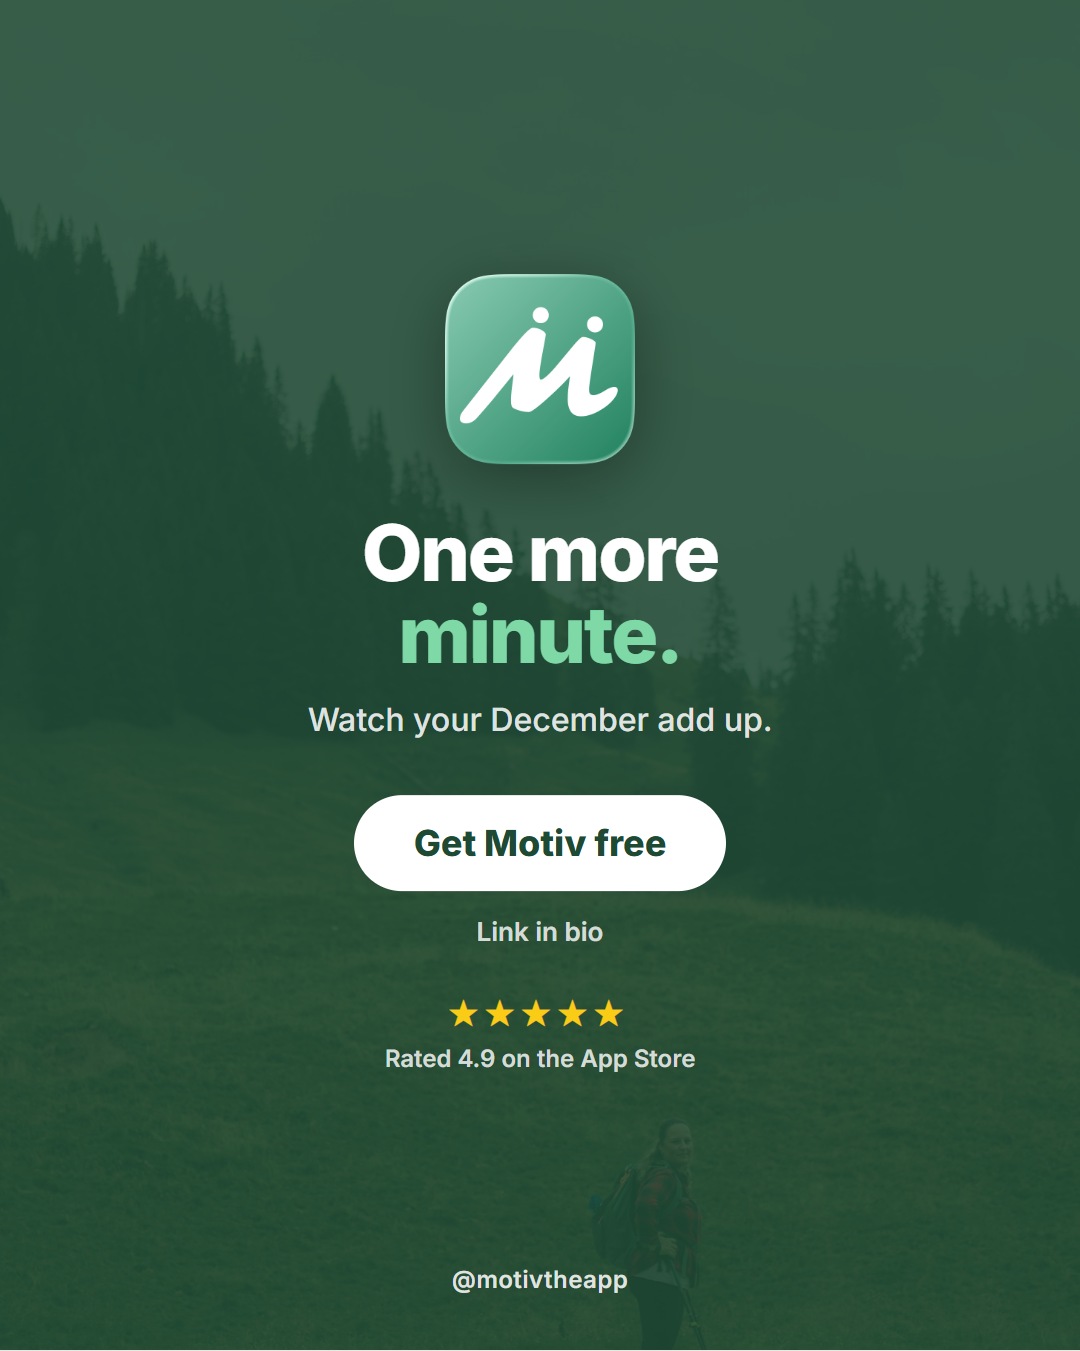 One more
minute.
Watch your December add up.
Get Motiv free
Link in bio
★★★★★
Rated 4.9 on the App Store
@motivtheapp